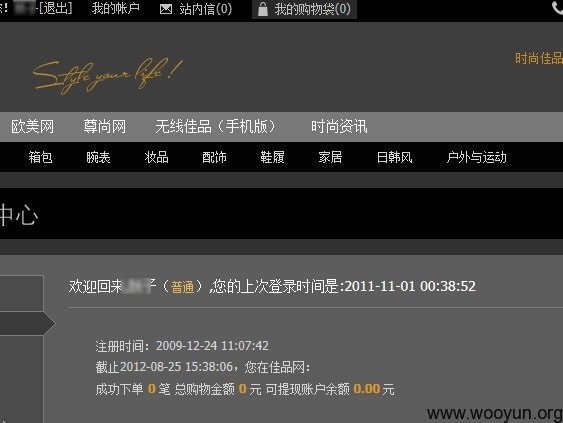 -[退出] 我的帐户 站内信(0) 我的购物袋(0)
Style your life!
时尚佳品
欧美网 尊尚网 无线佳品（手机版） 时尚资讯
箱包 腕表 妆品 配饰 鞋履 家居 日韩风 户外与运动
中心
欢迎回来 子（普通）,您的上次登录时间是:2011-11-01 00:38:52
注册时间：2009-12-24 11:07:42
截止2012-08-25 15:38:06，您在佳品网：
成功下单 0 笔 总购物金额 0 元 可提现账户余额 0.00 元
www.wooyun.org